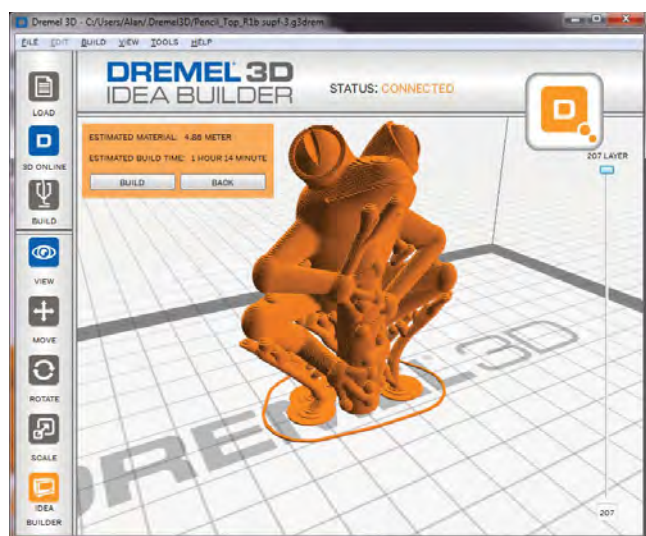 Dremel 3D - C:/Users/Alan/.Dremel3D/Pencil_Top_R1b supf-3.g3drem
FILE EDIT BUILD VIEW TOOLS HELP
DREMEL 3D
IDEA BUILDER
STATUS: CONNECTED
LOAD
3D ONLINE
BUILD
VIEW
MOVE
ROTATE
SCALE
IDEA
BUILDER
ESTIMATED MATERIAL: 4.86 METER
ESTIMATED BUILD TIME: 1 HOUR 14 MINUTE
BUILD BACK
207 LAYER
DREMEL 3D
207